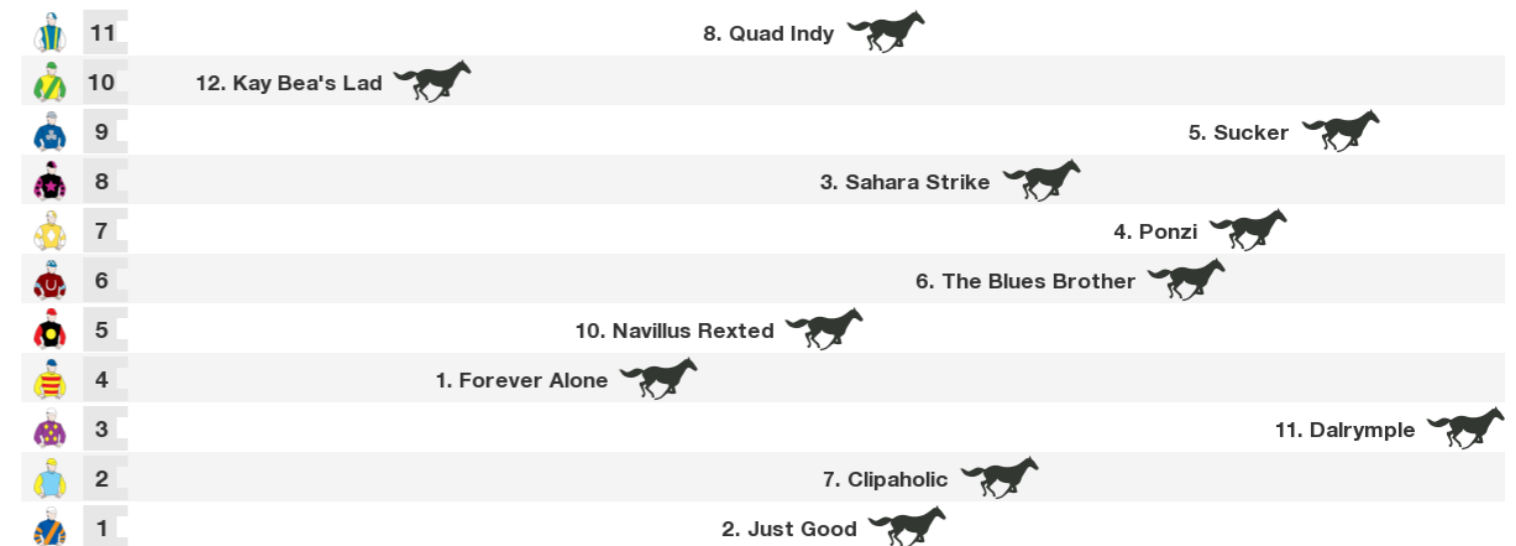 11 8. Quad Indy
10 12. Kay Bea's Lad
9 5. Sucker
8 3. Sahara Strike
7 4. Ponzi
6 6. The Blues Brother
5 10. Navillus Rexted
4 1. Forever Alone
3 11. Dalrymple
2 7. Clipaholic
1 2. Just Good